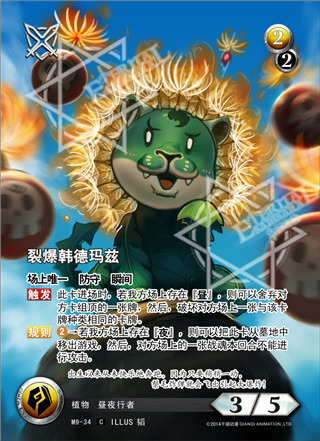 2
2
裂爆韩德玛兹
场上唯一 防守 瞬间
触发 此卡进场时，若我方场上存在『昼』，则可以舍弃对
方卡组顶的一张牌，然后，破坏对方场上一张与该卡
牌种类相同的卡牌。
规则 2 -若我方场上存在『夜』，则可以把此卡从墓地中
移出游戏，然后，对方场上的一张战魂本回合不能进
行攻击。
植物 昼夜行者
M9-34 C ILLUS 韬
3 / 5
©2014千骐动漫 QIANQI ANIMATION.,LTD